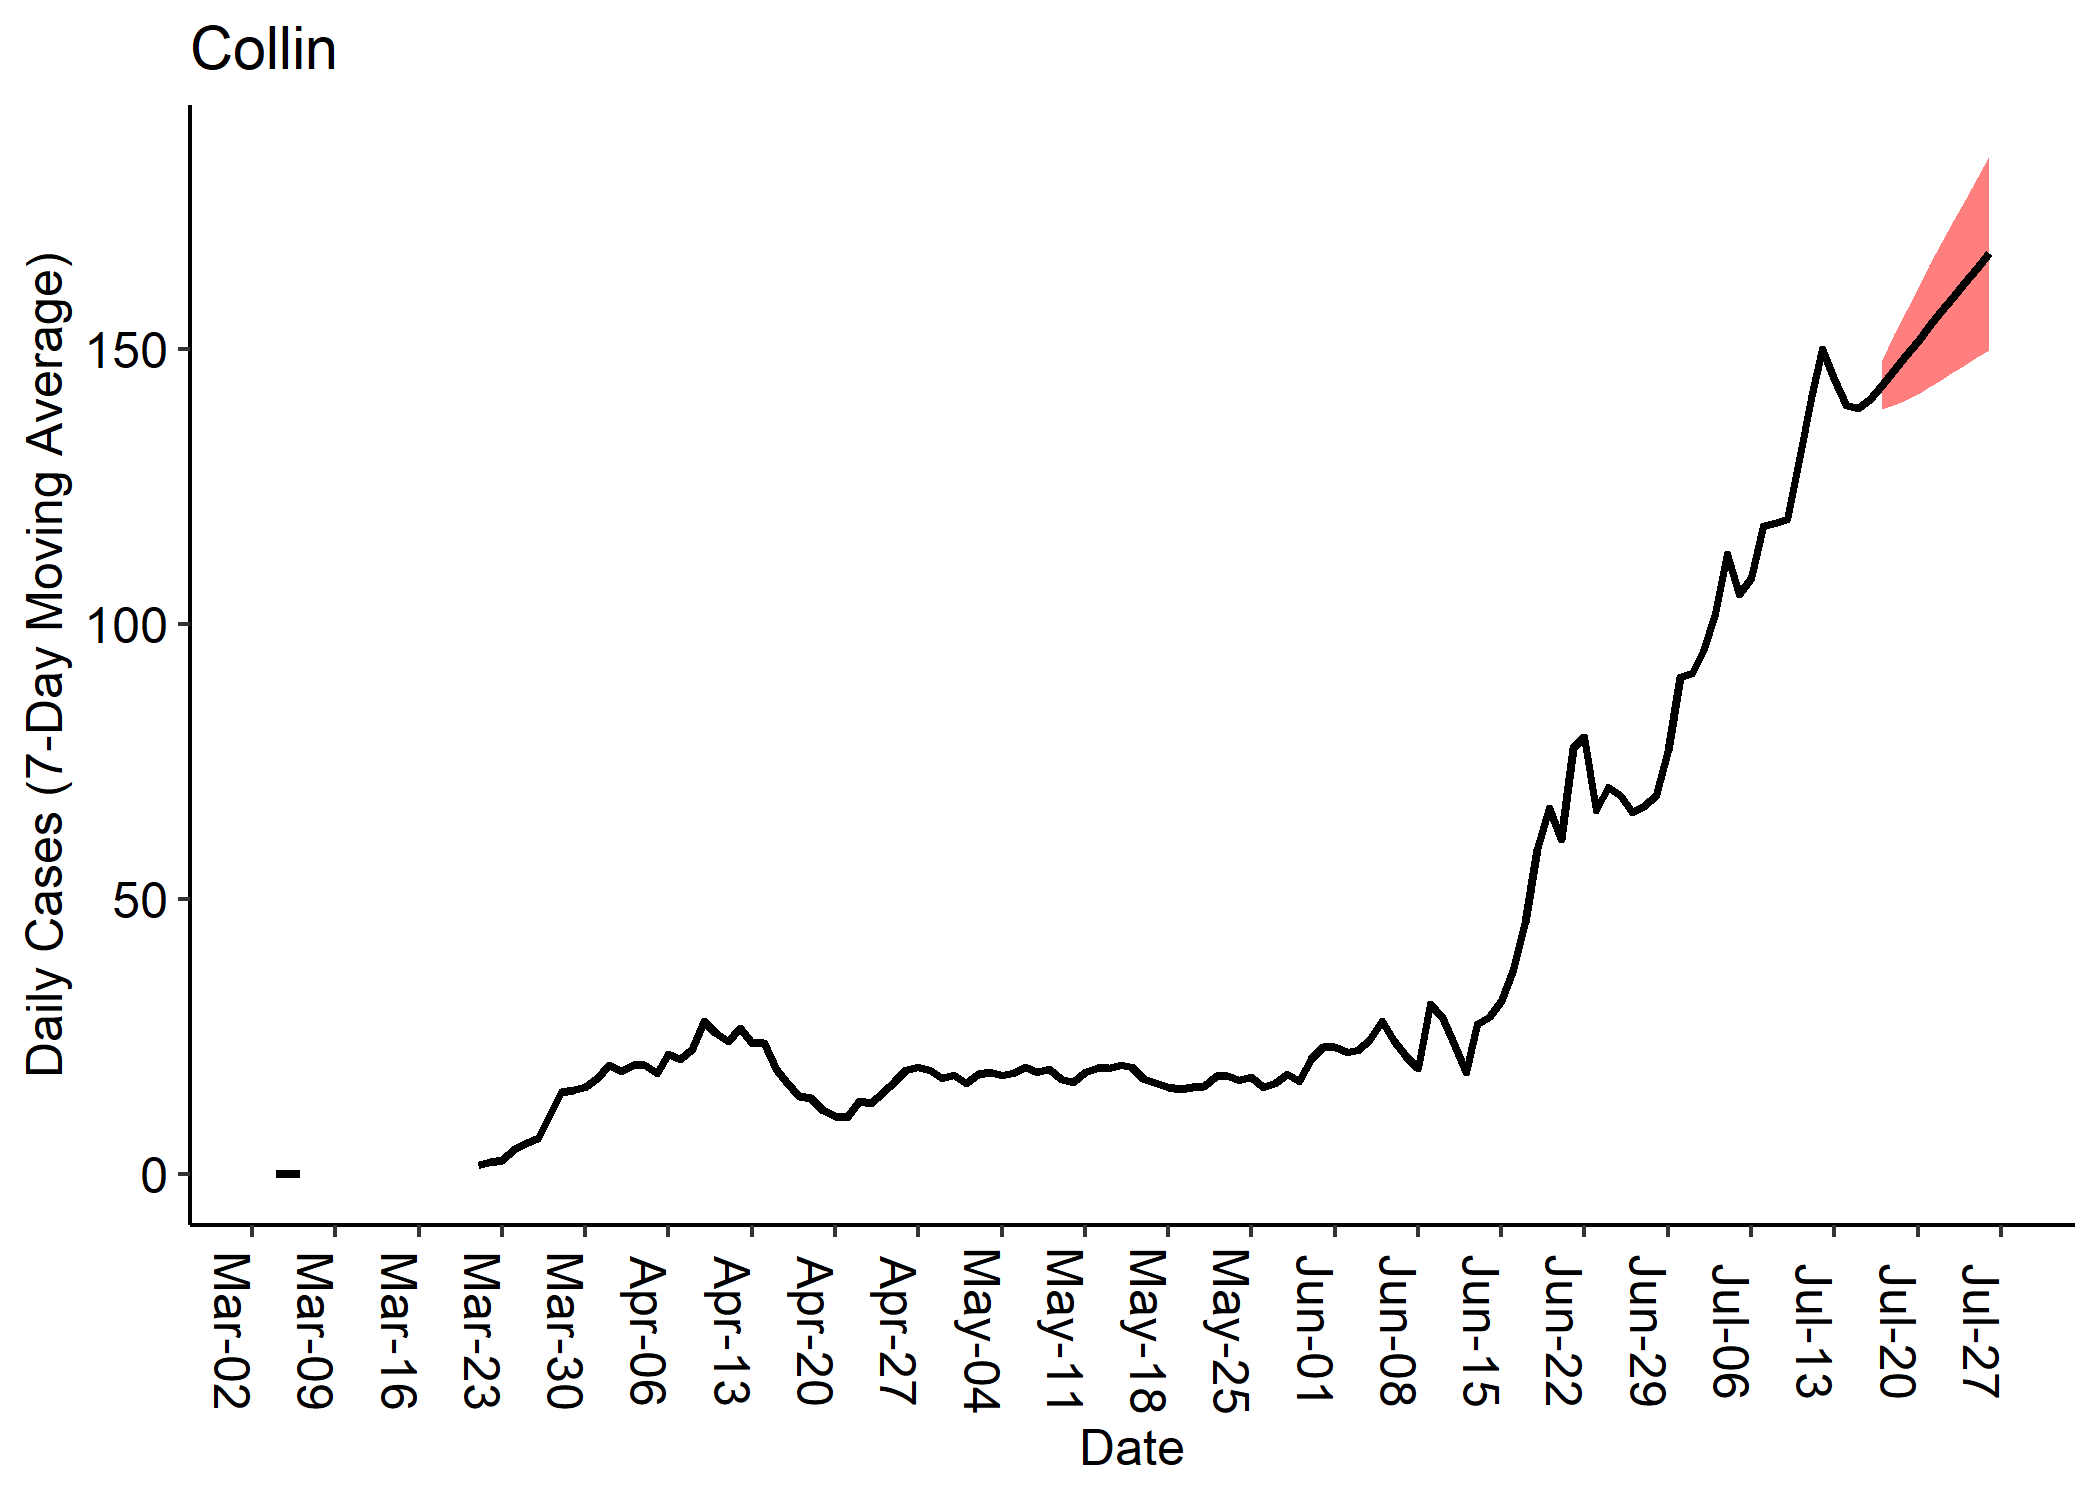 Collin
Daily Cases (7-Day Moving Average)
150
100
50
0
Mar-02
Mar-09
Mar-16
Mar-23
Mar-30
Apr-06
Apr-13
Apr-20
Apr-27
May-04
May-11
May-18
May-25
Jun-01
Jun-08
Jun-15
Jun-22
Jun-29
Jul-06
Jul-13
Jul-20
Jul-27
Date